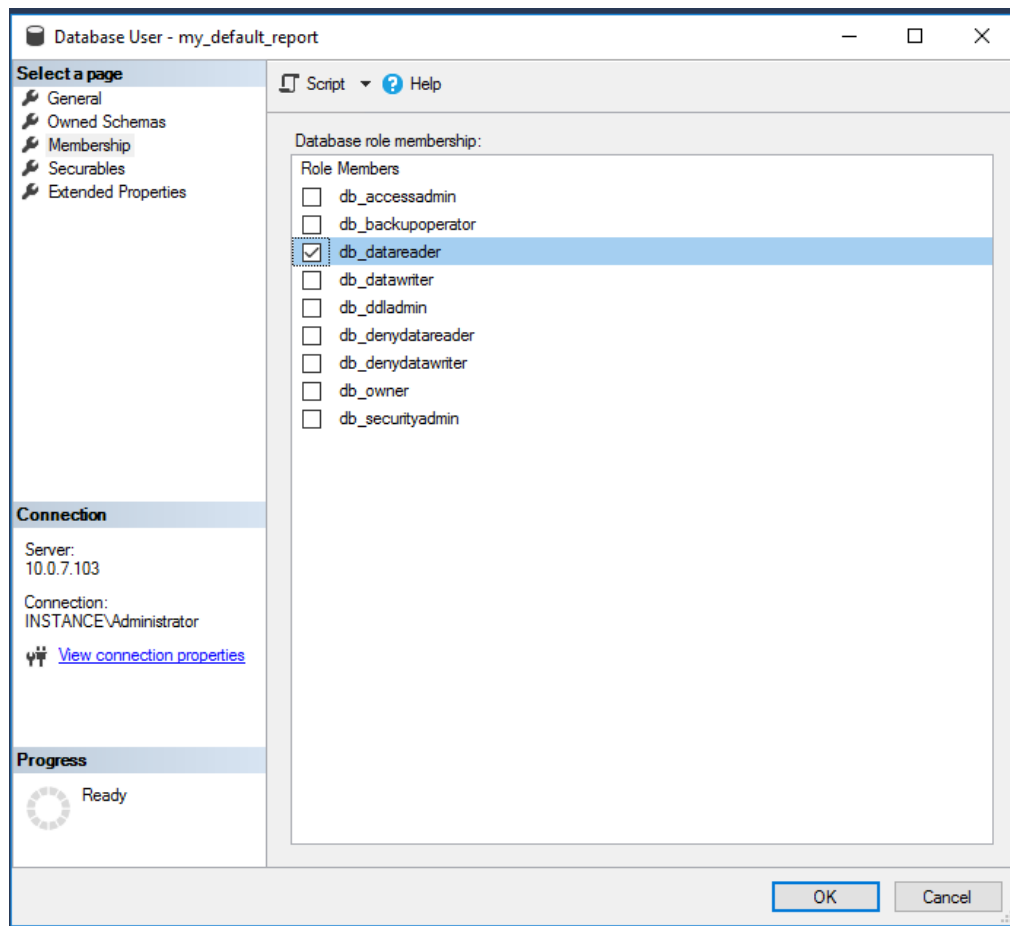 Database User - my_default_report
Select a page
General
Owned Schemas
Membership
Securables
Extended Properties
Connection
Server:
10.0.7.103
Connection:
INSTANCE\Administrator
View connection properties
Progress
Ready
Script
Help
Database role membership:
Role Members
db_accessadmin
db_backupoperator
db_datareader
db_datawriter
db_ddladmin
db_denydatareader
db_denydatawriter
db_owner
db_securityadmin
OK
Cancel